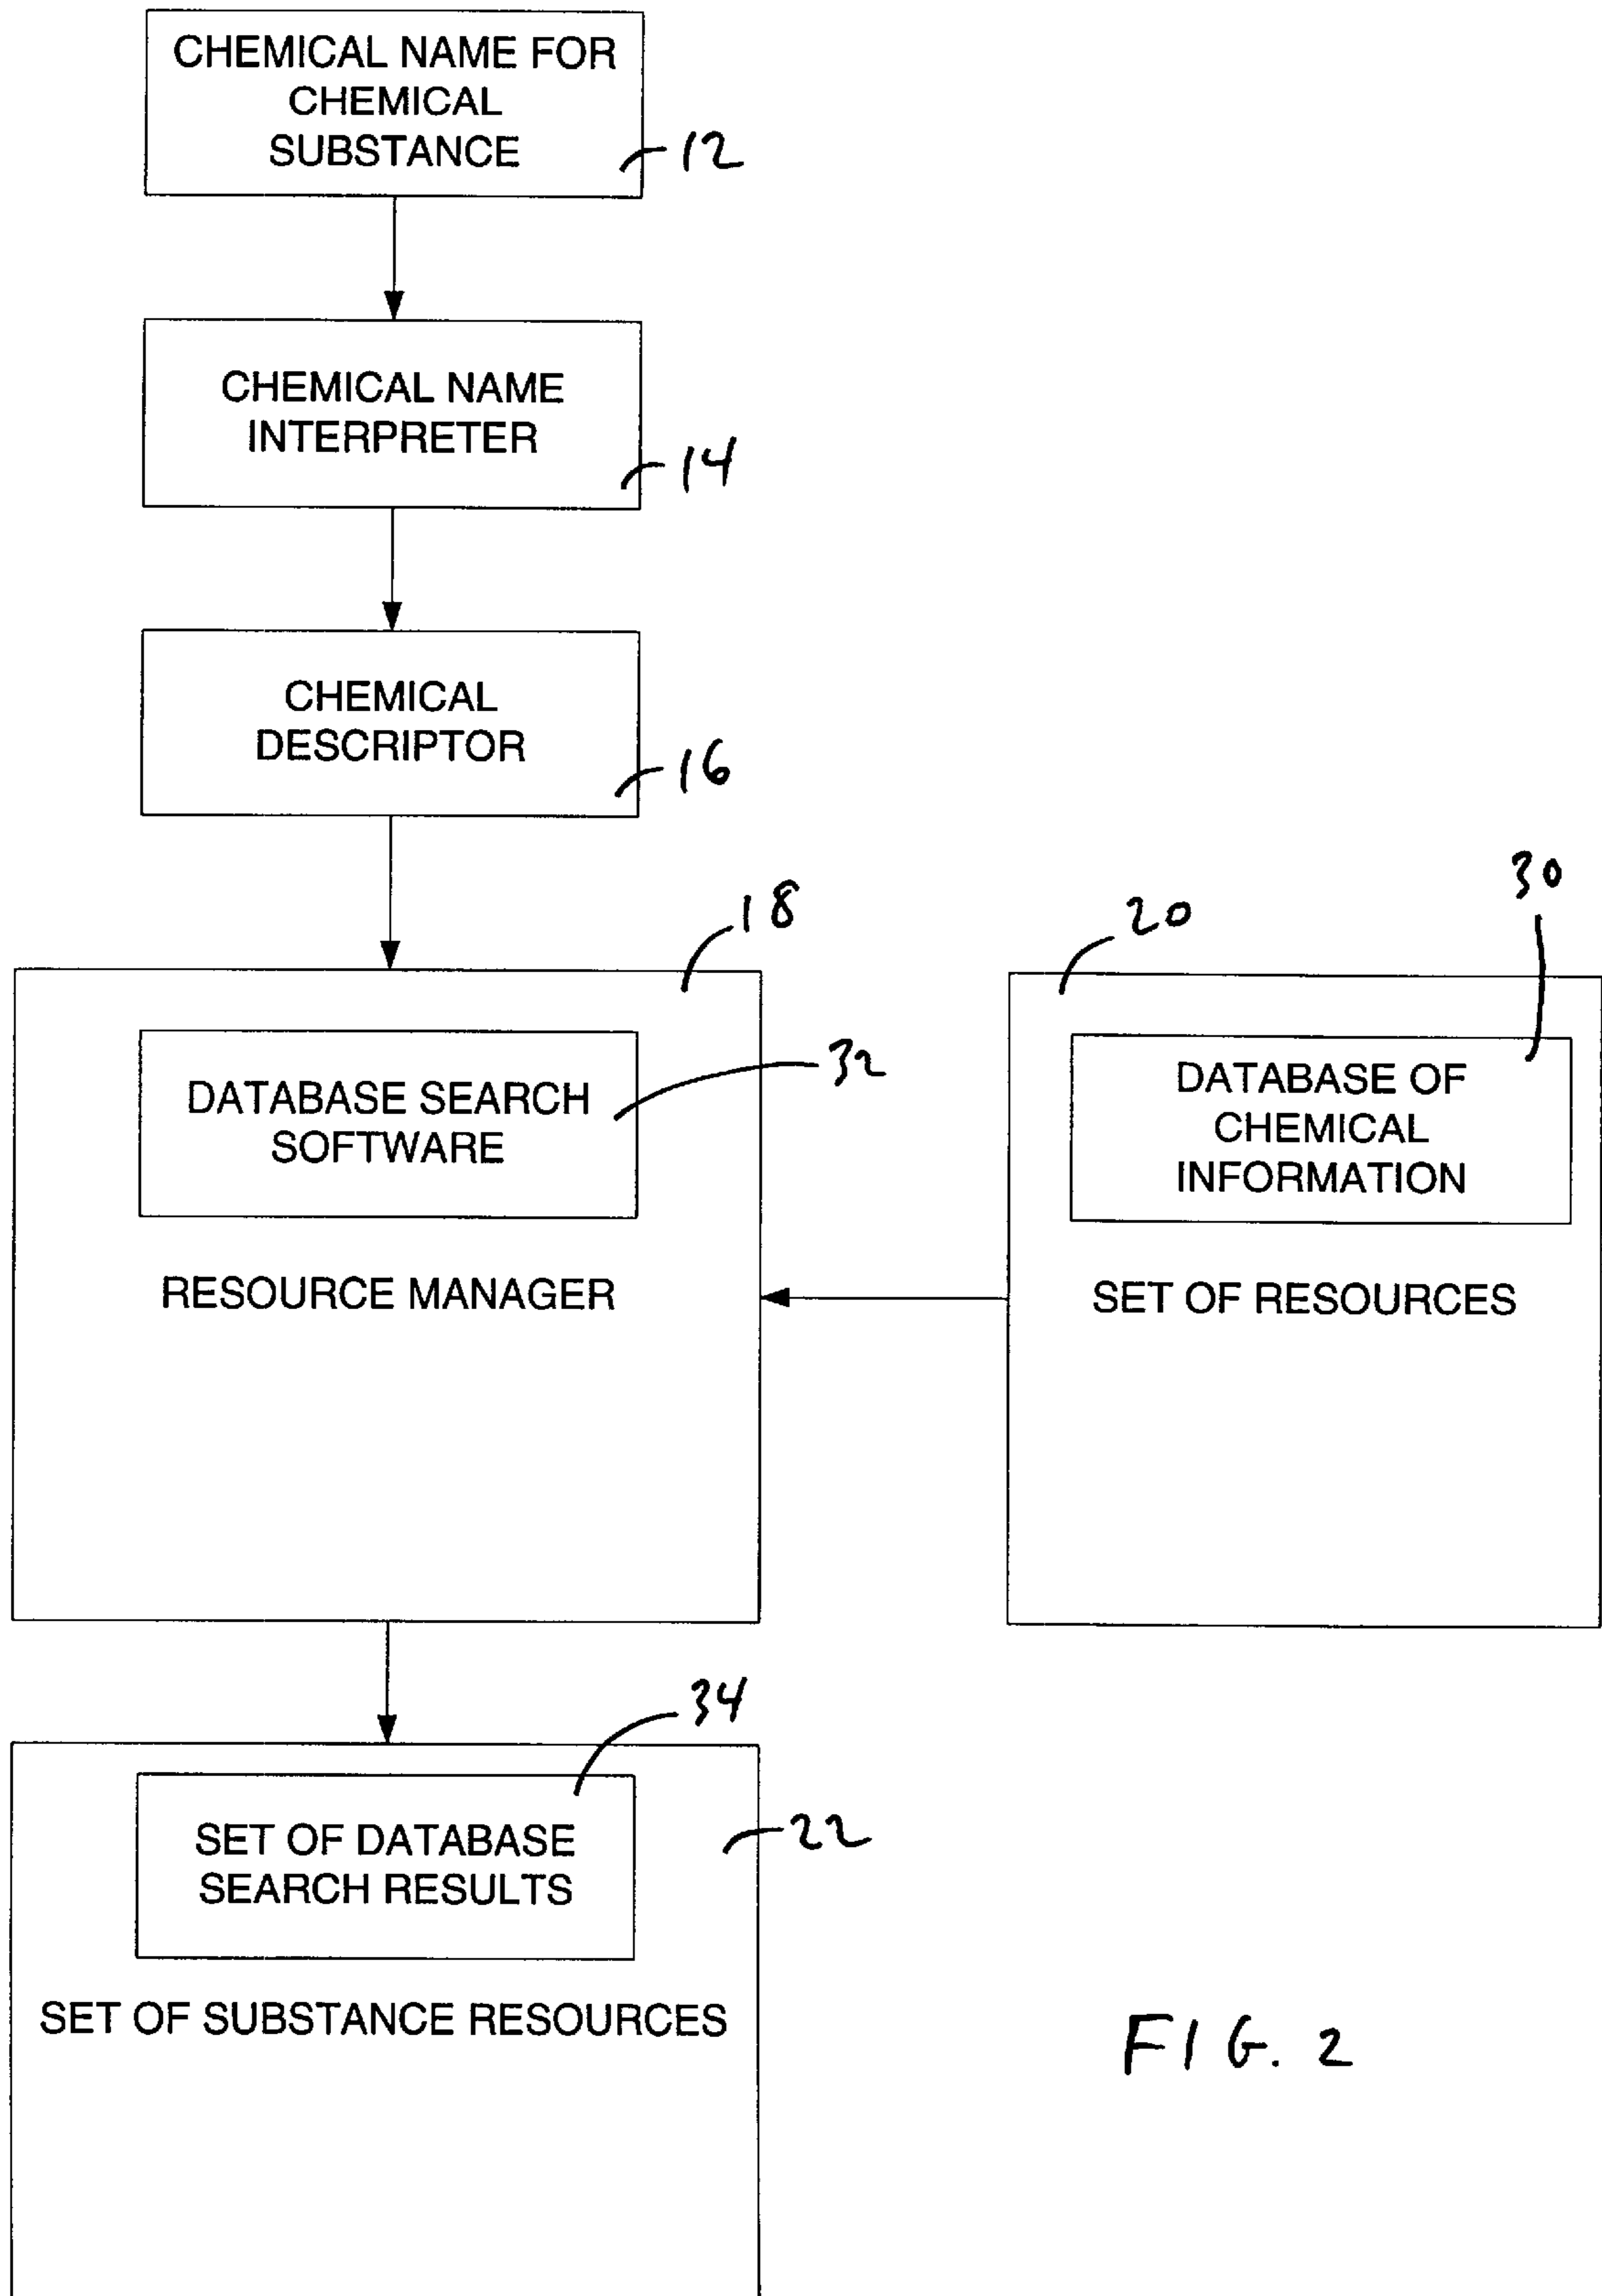 CHEMICAL NAME FOR
CHEMICAL
SUBSTANCE
12
CHEMICAL NAME
INTERPRETER
14
CHEMICAL
DESCRIPTOR
16
18
20
30
DATABASE SEARCH
SOFTWARE
32
DATABASE OF
CHEMICAL
INFORMATION
RESOURCE MANAGER
SET OF RESOURCES
34
SET OF DATABASE
SEARCH RESULTS
22
SET OF SUBSTANCE RESOURCES
FIG. 2